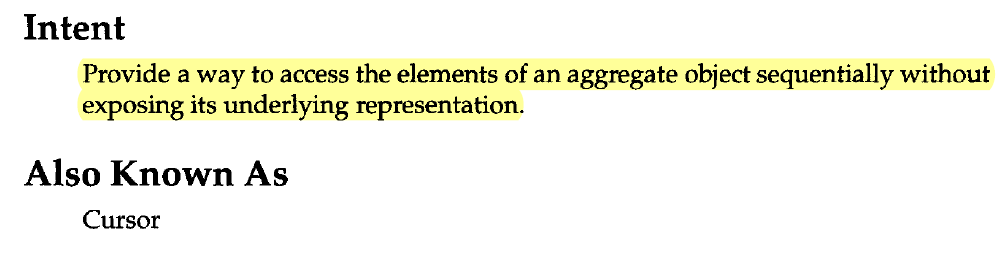 Intent
Provide a way to access the elements of an aggregate object sequentially without
exposing its underlying representation.
Also Known As
Cursor